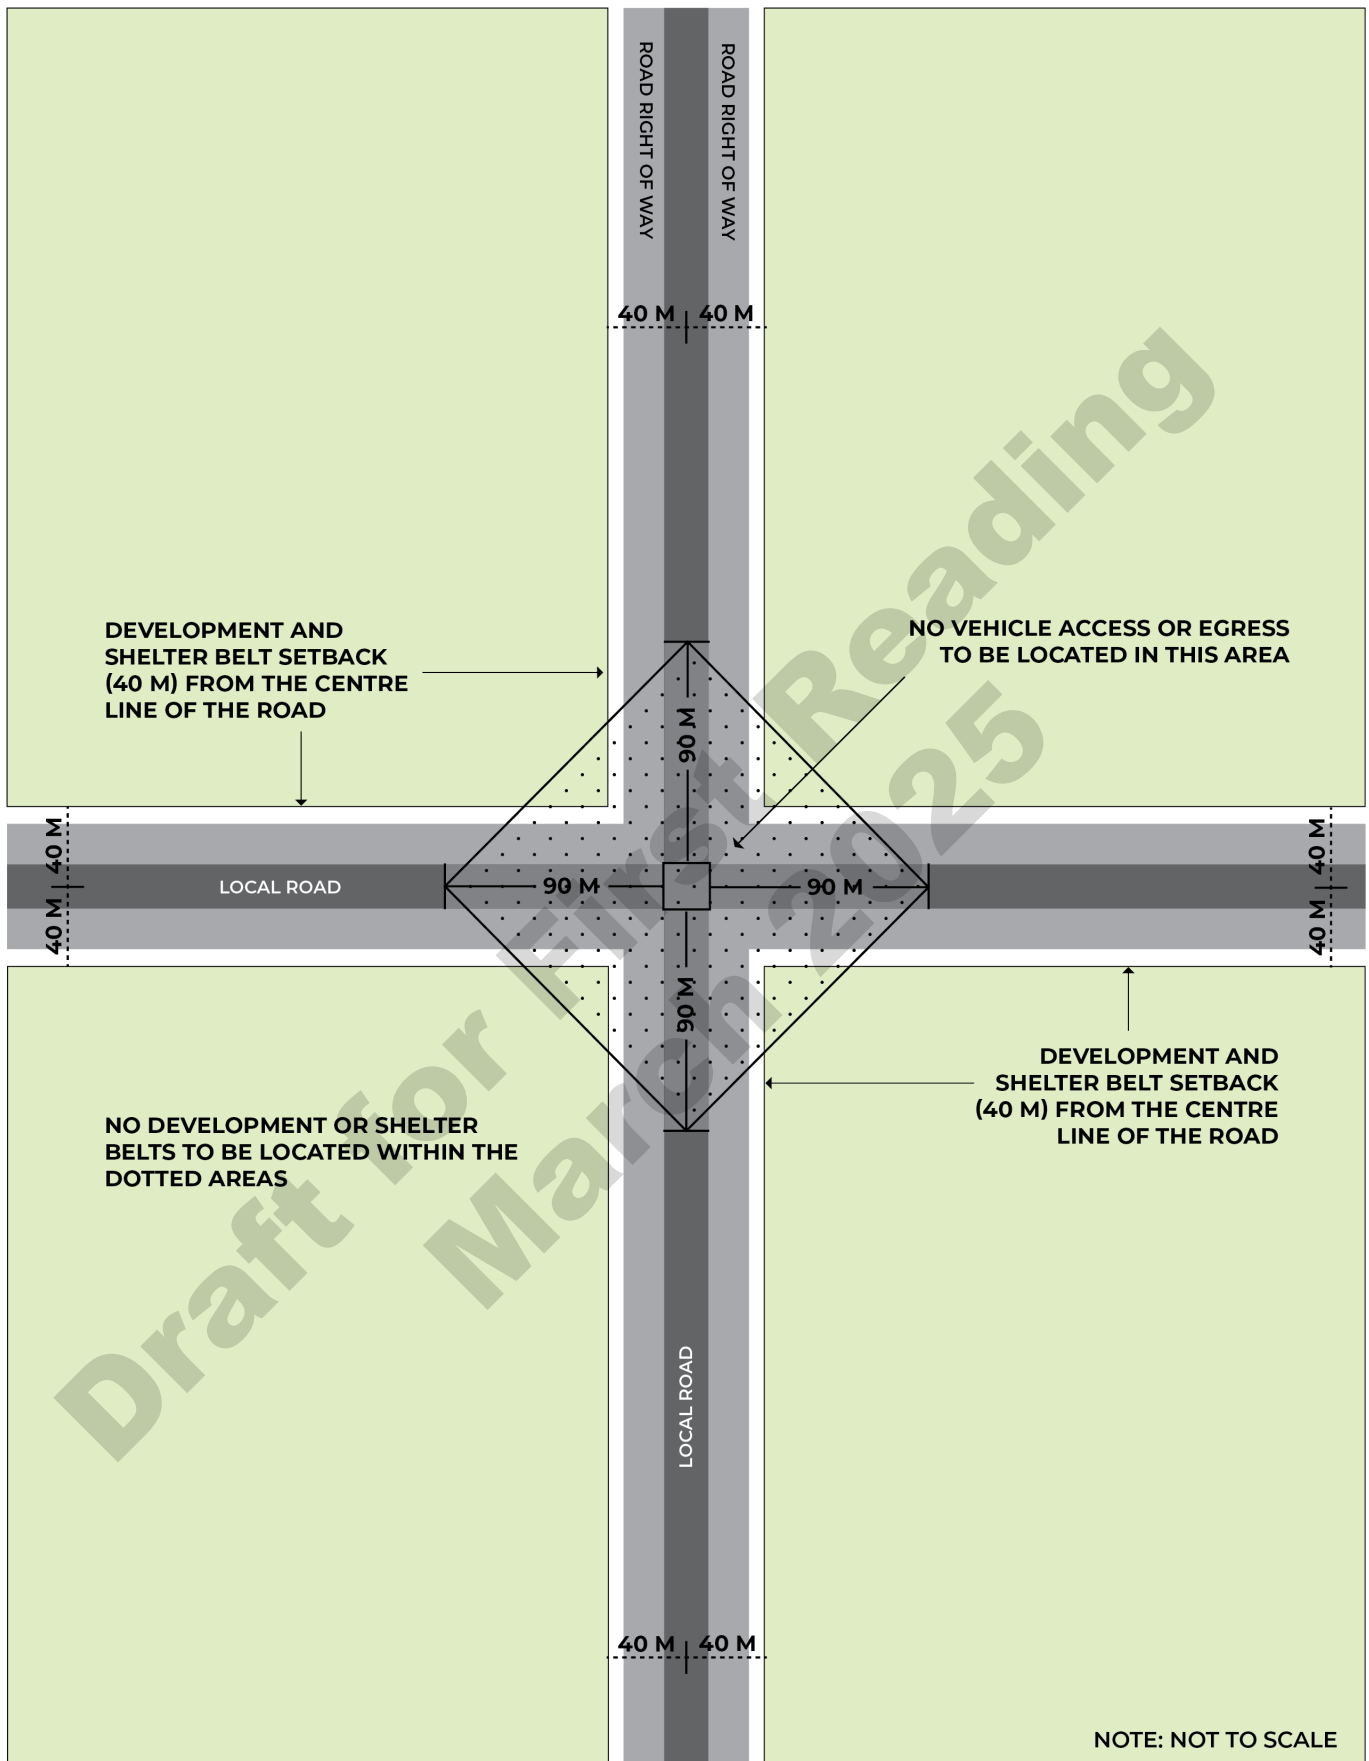 ROAD RIGHT OF WAY
ROAD RIGHT OF WAY
40 M
40 M
DEVELOPMENT AND
SHELTER BELT SETBACK
(40 M) FROM THE CENTRE
LINE OF THE ROAD
NO VEHICLE ACCESS OR EGRESS
TO BE LOCATED IN THIS AREA
90 M
40 M
40 M
LOCAL ROAD
90 M
90 M
40 M
40 M
90 M
DEVELOPMENT AND
SHELTER BELT SETBACK
(40 M) FROM THE CENTRE
LINE OF THE ROAD
NO DEVELOPMENT OR SHELTER
BELTS TO BE LOCATED WITHIN THE
DOTTED AREAS
LOCAL ROAD
40 M
40 M
NOTE: NOT TO SCALE
Draft for First Reading
March 2025